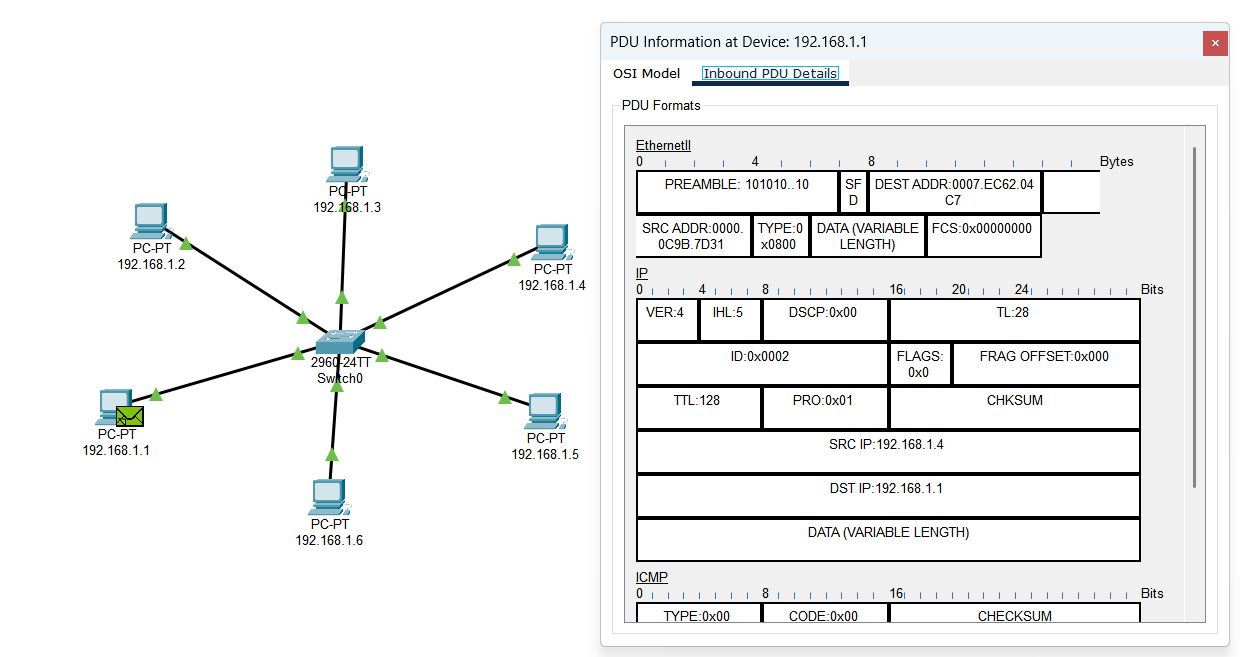 PC-PT
192.168.1.3
PC-PT
192.168.1.2
PC-PT
192.168.1.4
2960-24TT
Switch0
PC-PT
192.168.1.1
PC-PT
192.168.1.5
PC-PT
192.168.1.6
PDU Information at Device: 192.168.1.1
OSI Model Inbound PDU Details
PDU Formats
EthernetII
0 4 8 Bytes
PREAMBLE: 101010..10
SF
D
DEST ADDR:0007.EC62.04
C7
SRC ADDR:0000.
0C9B.7D31
TYPE:0
x0800
DATA (VARIABLE
LENGTH)
FCS:0x00000000
IP
0 4 8 16 20 24 Bits
VER:4 IHL:5 DSCP:0x00 TL:28
ID:0x0002
FLAGS:
0x0
FRAG OFFSET:0x000
TTL:128 PRO:0x01 CHKSUM
SRC IP:192.168.1.4
DST IP:192.168.1.1
DATA (VARIABLE LENGTH)
ICMP
0 8 16 Bits
TYPE:0x00 CODE:0x00 CHECKSUM